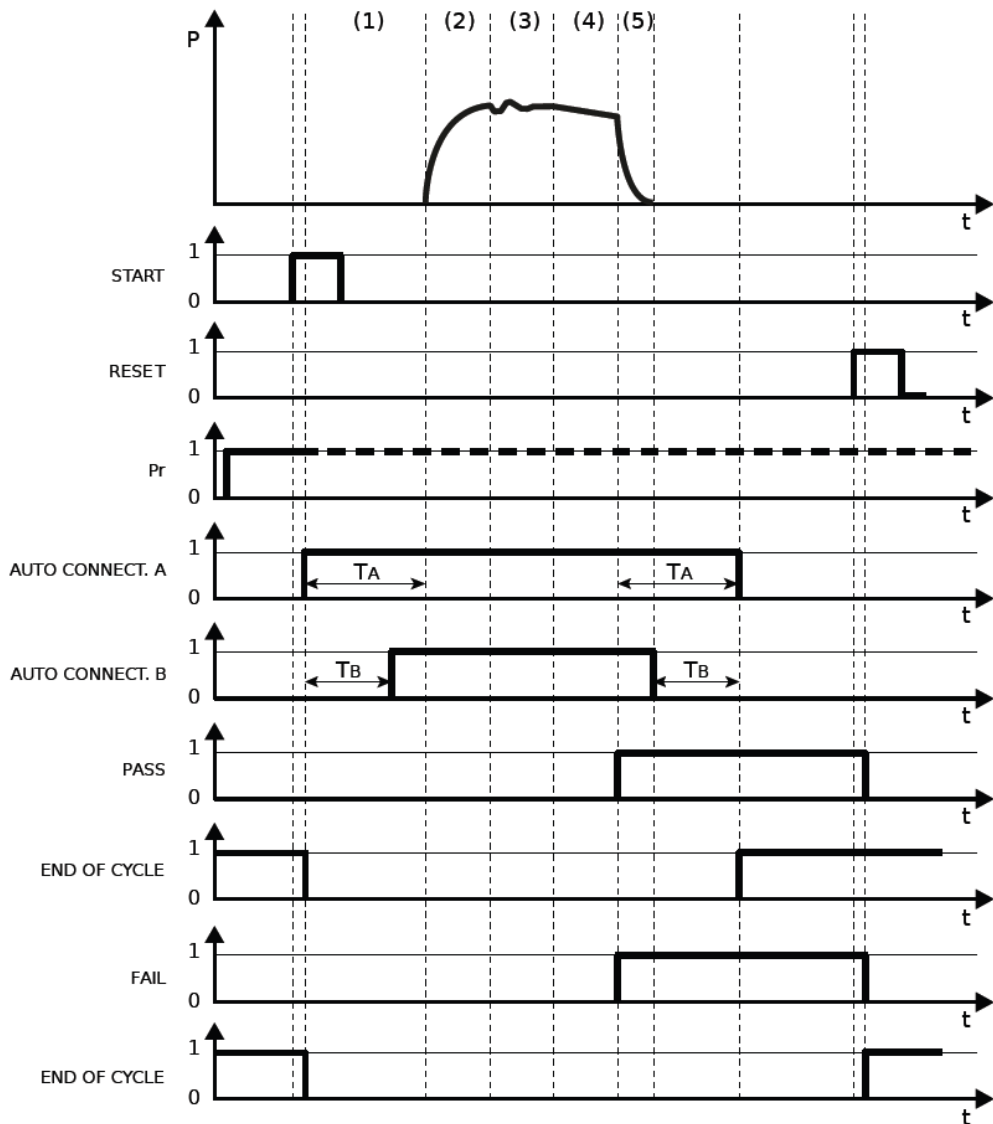 (1) (2) (3) (4) (5)
P
t
START
1
0
t
RESET
1
0
t
Pr
1
0
t
AUTO CONNECT. A
1
0
TA TA
t
AUTO CONNECT. B
1
0
TB TB
t
PASS
1
0
t
END OF CYCLE
1
0
t
FAIL
1
0
t
END OF CYCLE
1
0
t